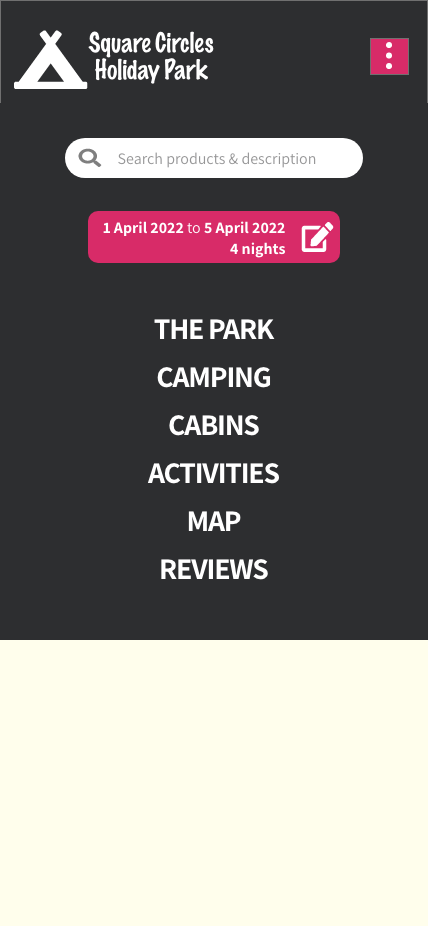 Square Circles
Holiday Park
Search products & description
1 April 2022 to 5 April 2022
4 nights
THE PARK
CAMPING
CABINS
ACTIVITIES
MAP
REVIEWS